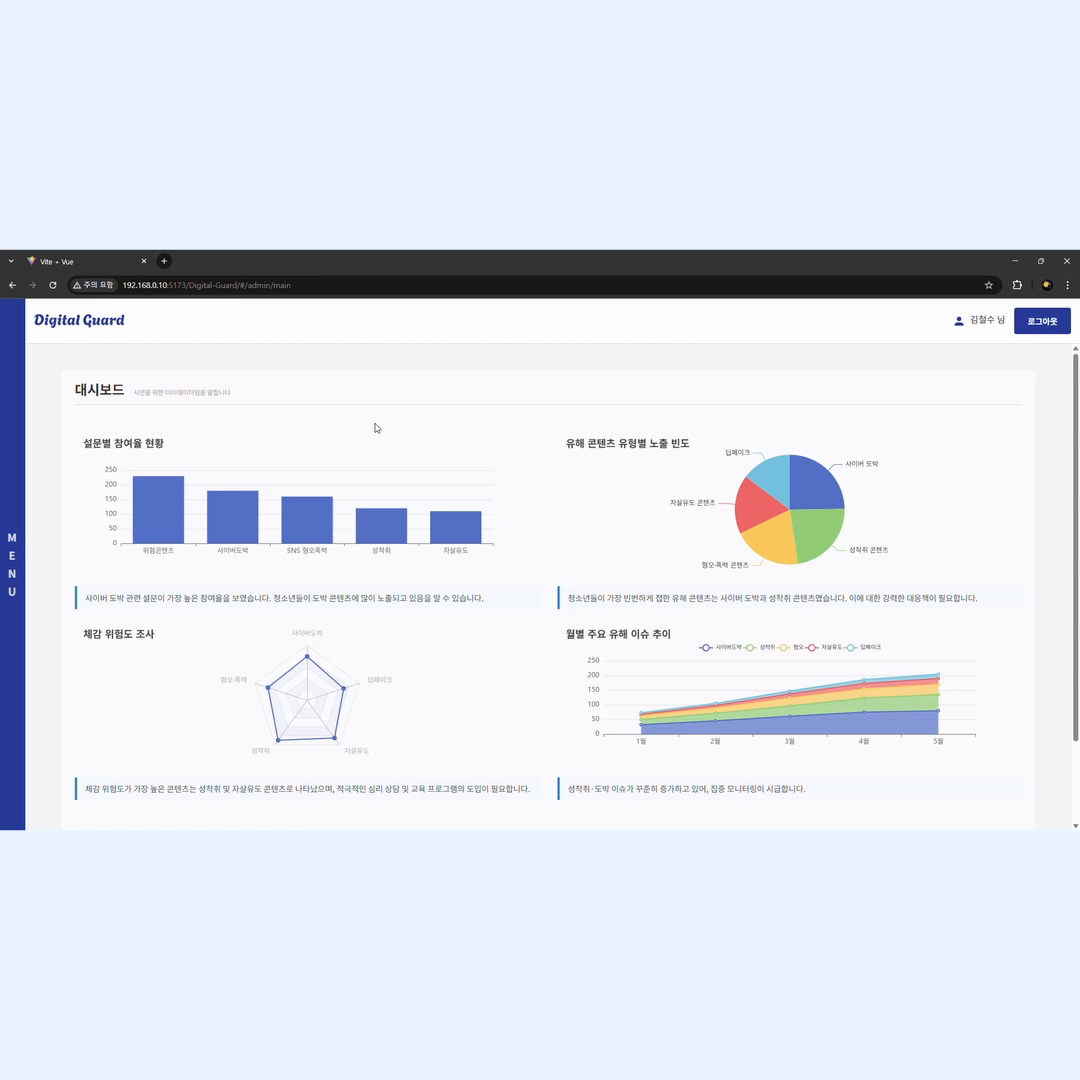 Vite + Vue
주의 요함 192.168.0.10:5173/Digital-Guard/#/admin/main
Digital Guard
김철수 님
로그아웃
M
E
N
U
대시보드
시연을 위한 더미데이터임을 알립니다
설문별 참여율 현황
250
200
150
100
50
0
위험콘텐츠
사이버도박
SNS 혐오폭력
성착취
자살유도
사이버 도박 관련 설문이 가장 높은 참여율을 보였습니다. 청소년들이 도박 콘텐츠에 많이 노출되고 있음을 알 수 있습니다.
유해 콘텐츠 유형별 노출 빈도
딥페이크
사이버 도박
자살유도 콘텐츠
성착취 콘텐츠
혐오·폭력 콘텐츠
청소년들이 가장 빈번하게 접한 유해 콘텐츠는 사이버 도박과 성착취 콘텐츠였습니다. 이에 대한 강력한 대응책이 필요합니다.
체감 위험도 조사
사이버도박
혐오·폭력
딥페이크
성착취
자살유도
체감 위험도가 가장 높은 콘텐츠는 성착취 및 자살유도 콘텐츠로 나타났으며, 적극적인 심리 상담 및 교육 프로그램의 도입이 필요합니다.
월별 주요 유해 이슈 추이
사이버도박
성착취
혐오
자살유도
딥페이크
250
200
150
100
50
0
1월
2월
3월
4월
5월
성착취·도박 이슈가 꾸준히 증가하고 있어, 집중 모니터링이 시급합니다.